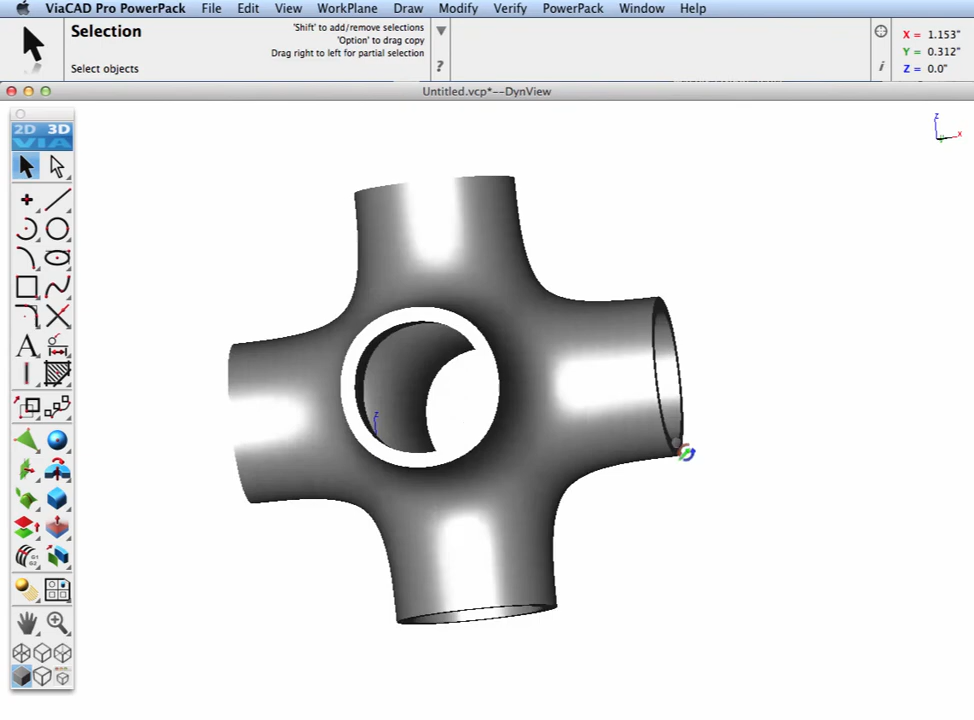 ViaCAD Pro PowerPack File Edit View WorkPlane Draw Modify Verify PowerPack Window Help
Selection
'Shift' to add/remove selections
'Option' to drag copy
Drag right to left for partial selection
Select objects
?
i
X = 1.153"
Y = 0.312"
Z = 0.0"
Untitled.vcp*--DynView
2D 3D
VIA
A
G1
G2
z
x
z